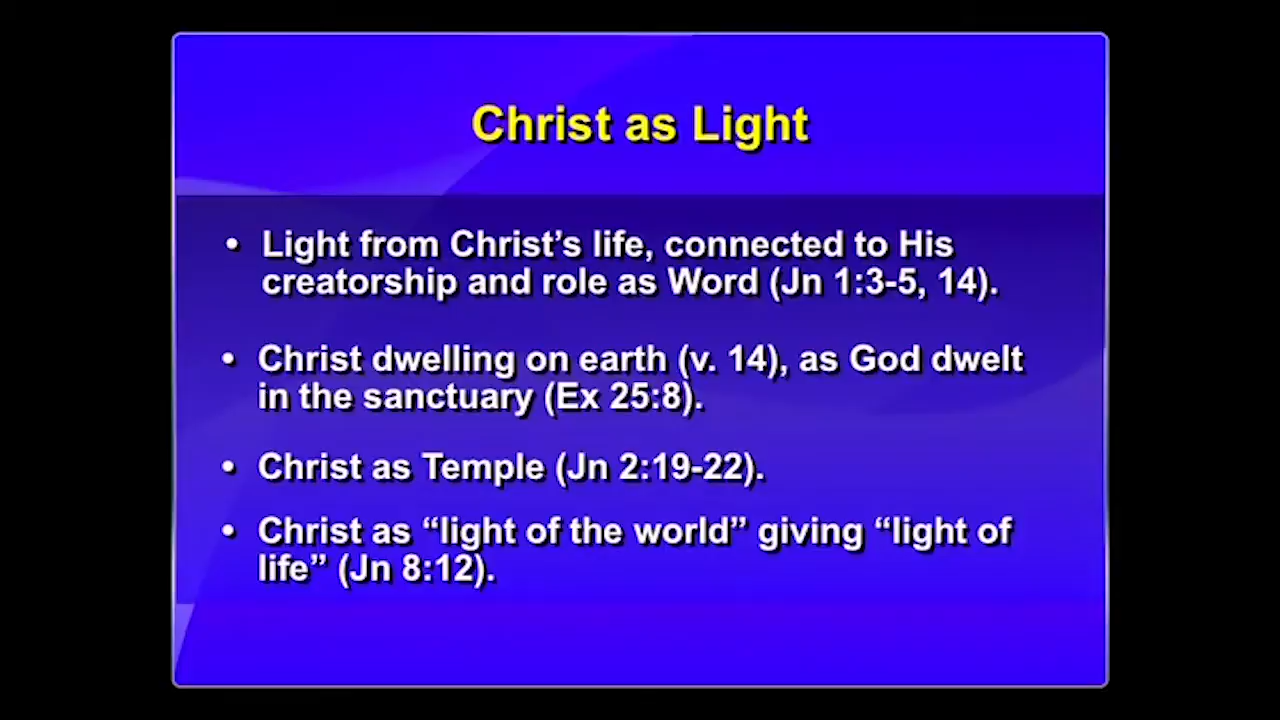 Christ as Light
• Light from Christ’s life, connected to His
creatorship and role as Word (Jn 1:3-5, 14).
• Christ dwelling on earth (v. 14), as God dwelt
in the sanctuary (Ex 25:8).
• Christ as Temple (Jn 2:19-22).
• Christ as “light of the world” giving “light of
life” (Jn 8:12).